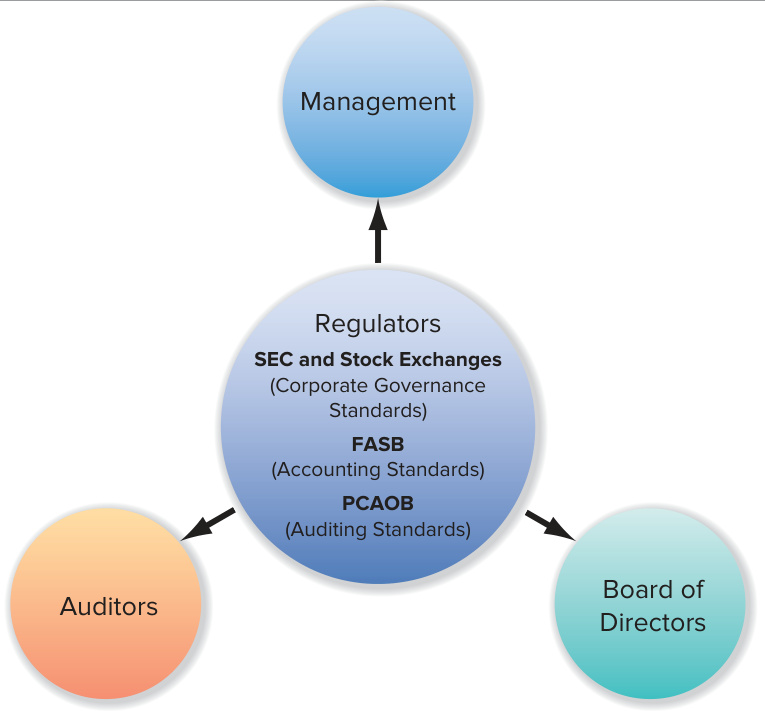 Management
Regulators
SEC and Stock Exchanges
(Corporate Governance
Standards)
FASB
(Accounting Standards)
PCAOB
(Auditing Standards)
Auditors
Board of
Directors